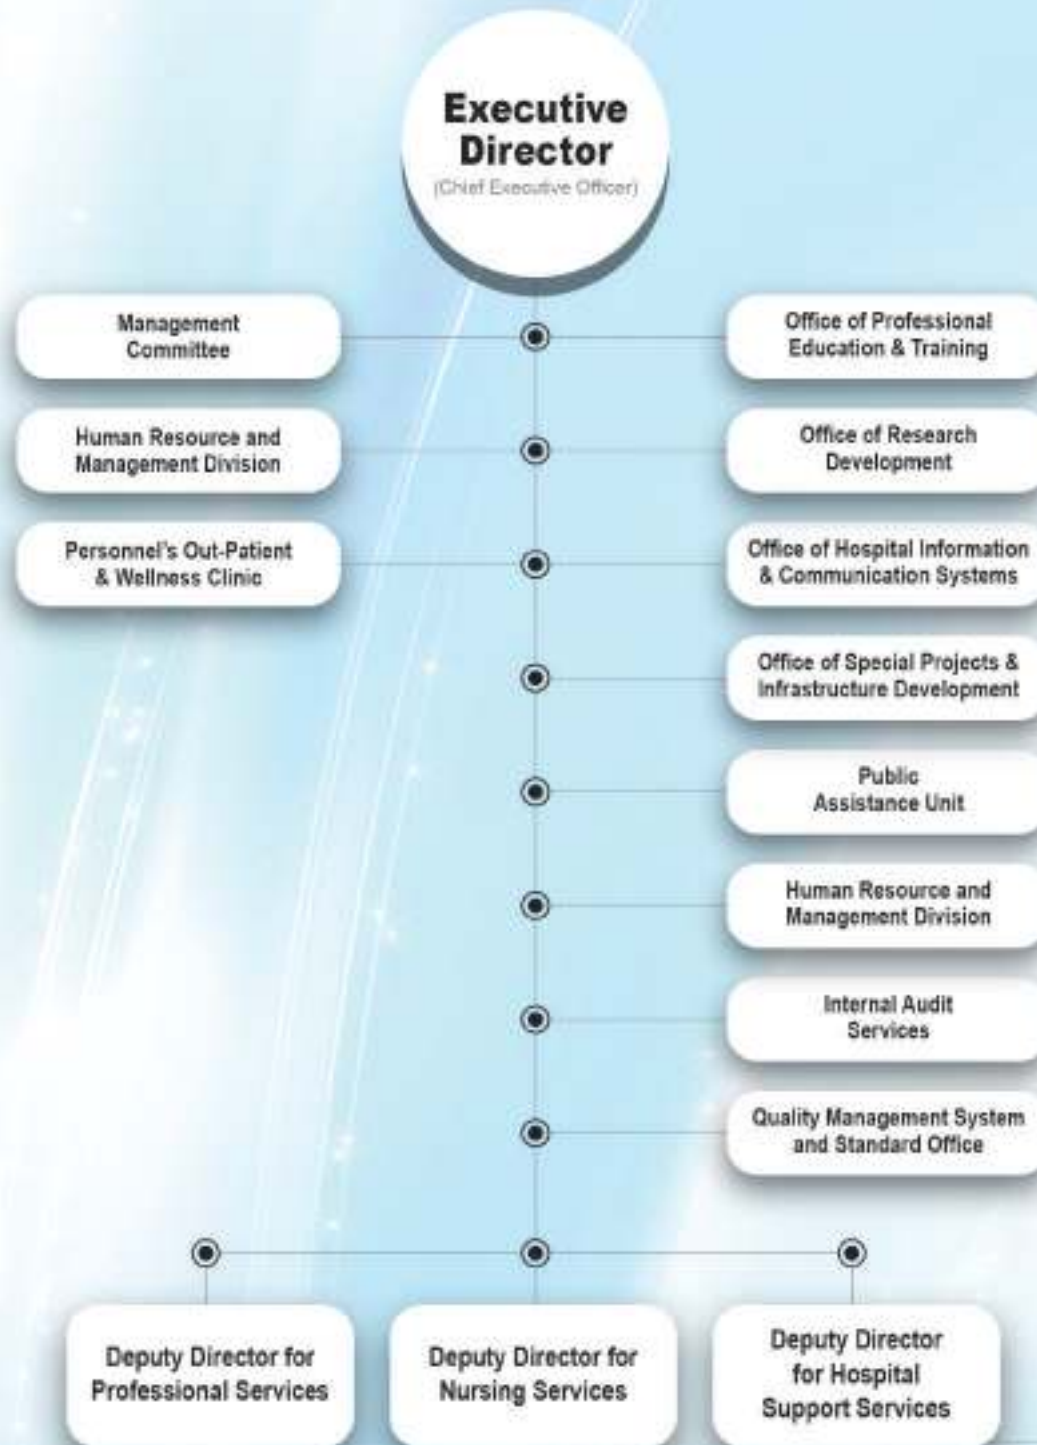 Executive
Director
(Chief Executive Officer)
Management
Committee
Office of Professional
Education & Training
Human Resource and
Management Division
Office of Research
Development
Personnel's Out-Patient
& Wellness Clinic
Office of Hospital Information
& Communication Systems
Office of Special Projects &
Infrastructure Development
Public
Assistance Unit
Human Resource and
Management Division
Internal Audit
Services
Quality Management System
and Standard Office
Deputy Director for
Professional Services
Deputy Director for
Nursing Services
Deputy Director
for Hospital
Support Services